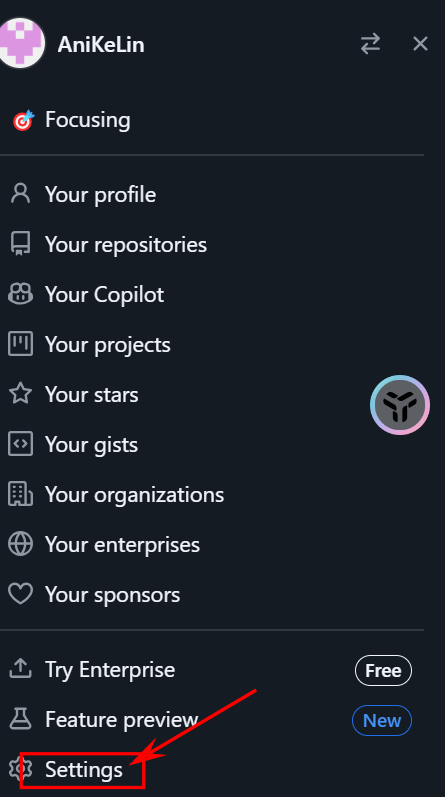 AniKeLin
Focusing
Your profile
Your repositories
Your Copilot
Your projects
Your stars
Your gists
Your organizations
Your enterprises
Your sponsors
Try Enterprise Free
Feature preview New
Settings